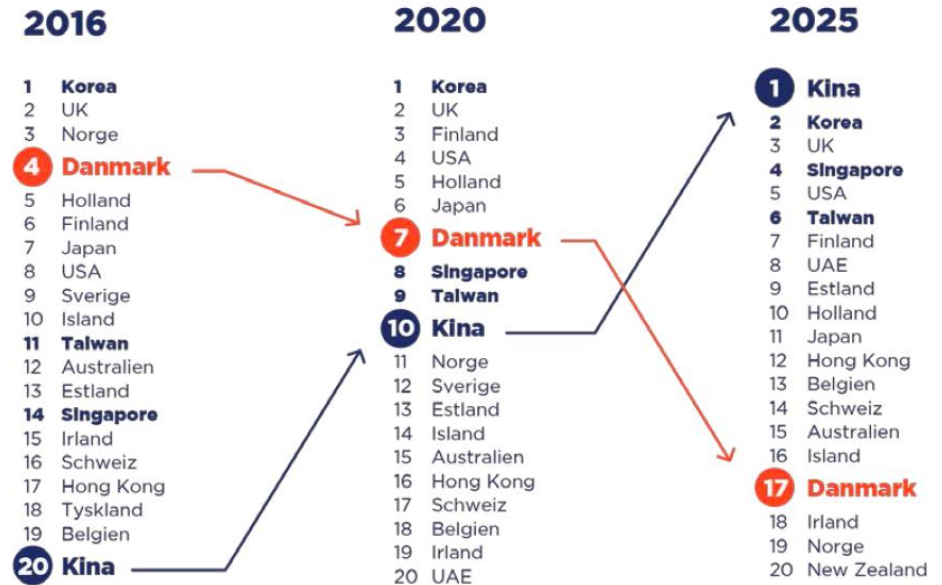 2016
1 Korea
2 UK
3 Norge
4 Danmark
5 Holland
6 Finland
7 Japan
8 USA
9 Sverige
10 Island
11 Taiwan
12 Australien
13 Estland
14 Singapore
15 Irland
16 Schweiz
17 Hong Kong
18 Tyskland
19 Belgien
20 Kina
2020
1 Korea
2 UK
3 Finland
4 USA
5 Holland
6 Japan
7 Danmark
8 Singapore
9 Taiwan
10 Kina
11 Norge
12 Sverige
13 Estland
14 Island
15 Australien
16 Hong Kong
17 Schweiz
18 Belgien
19 Irland
20 UAE
2025
1 Kina
2 Korea
3 UK
4 Singapore
5 USA
6 Taiwan
7 Finland
8 UAE
9 Estland
10 Holland
11 Japan
12 Hong Kong
13 Belgien
14 Schweiz
15 Australien
16 Island
17 Danmark
18 Irland
19 Norge
20 New Zealand